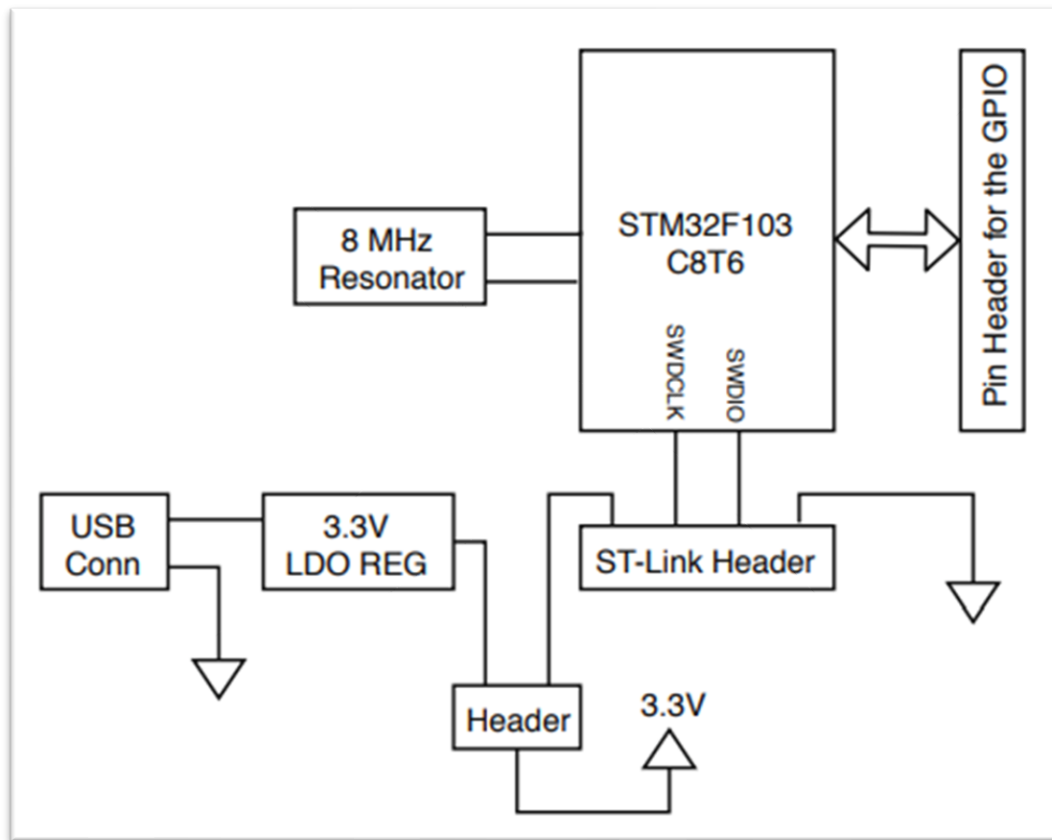 8 MHz
Resonator
STM32F103
C8T6
SWDCLK
SWDIO
Pin Header for the GPIO
USB
Conn
3.3V
LDO REG
ST-Link Header
Header
3.3V